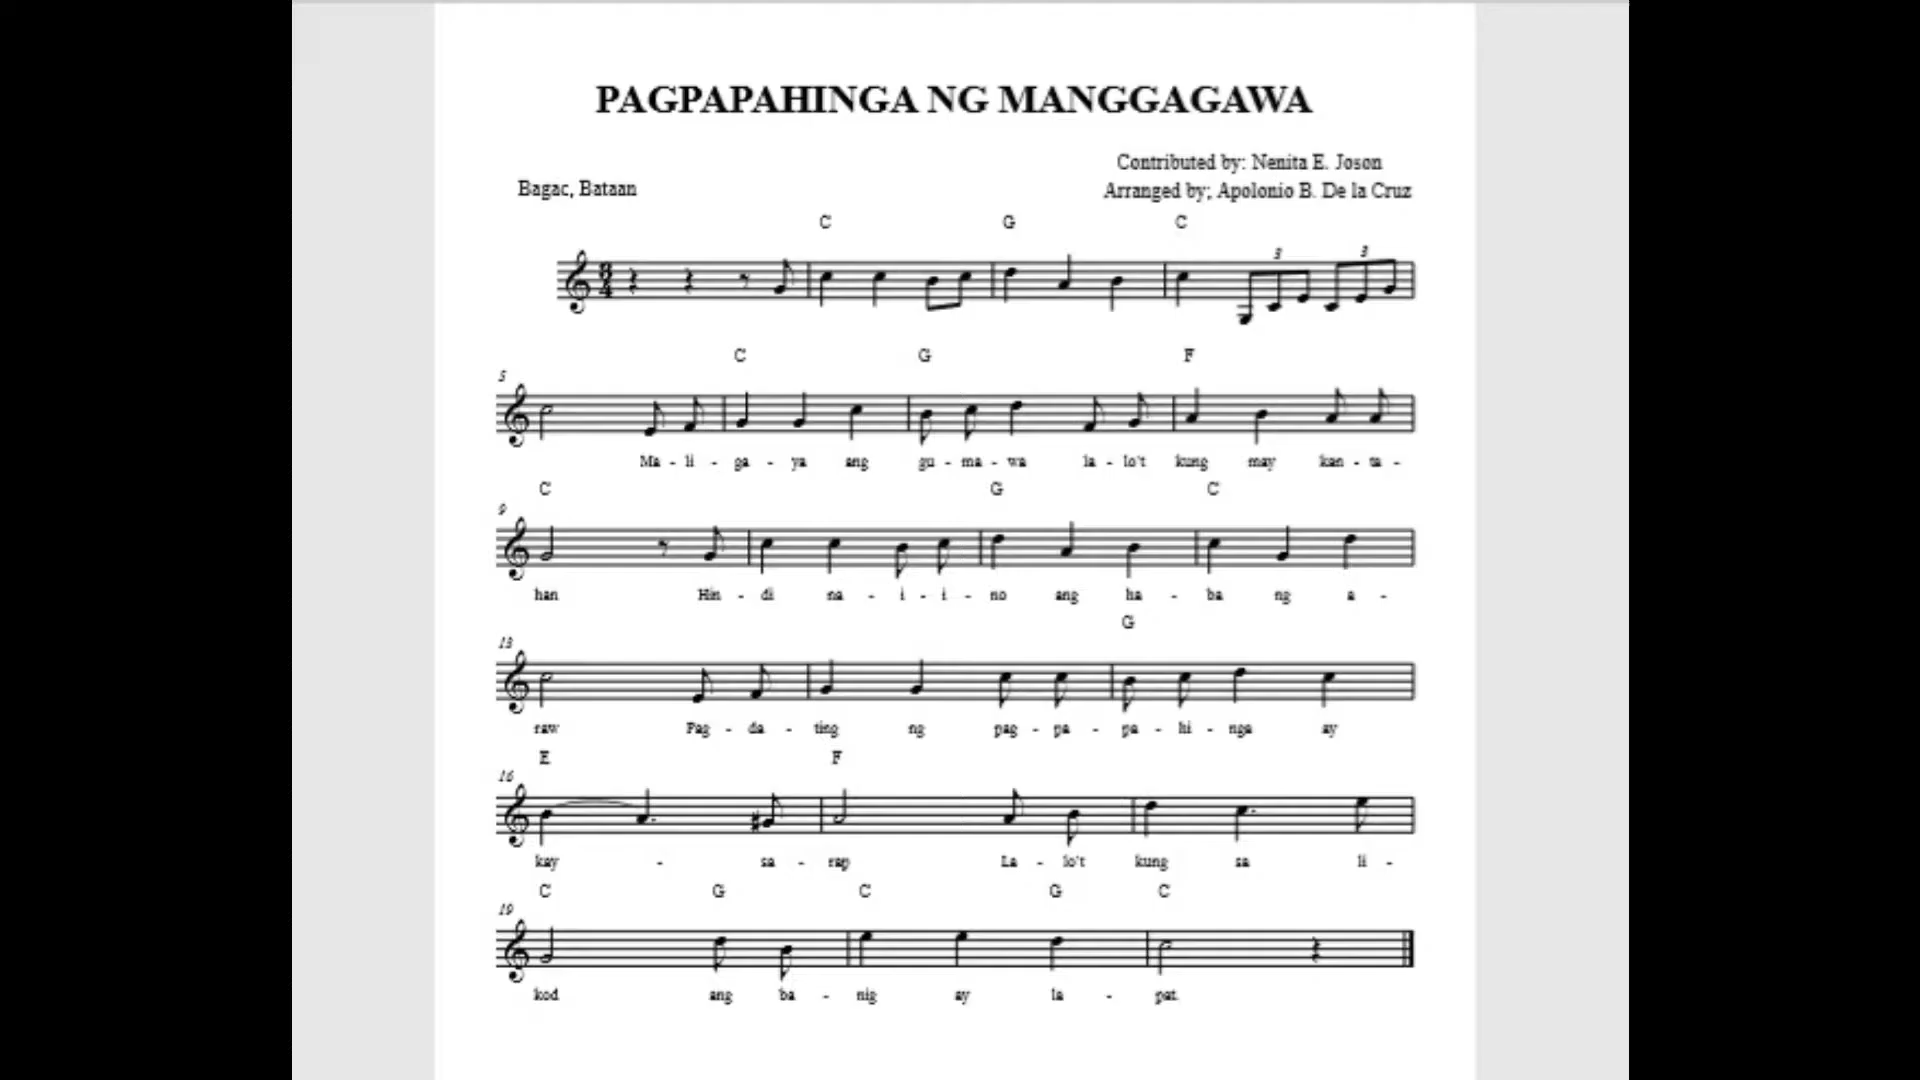 PAGPAPAHINGA NG MANGGAGAWA
Contributed by: Nenita E. Joson
Bagac, Bataan
Arranged by; Apolonio B. De la Cruz
C G C
3 3
3
4
C G F
5
Ma - li - ga - ya ang gu - ma - wa la - lo't kung may kan - ta -
C G C
9
han Hin - di na - i - i - no ang ha - ba ng a -
G
13
raw Pag - da - ting ng pag - pa - pa - hi - nga ay
E F
16
kay - sa - rap La - lo't kung sa li -
C G C G C
19
kod ang ba - nig ay la - pat.